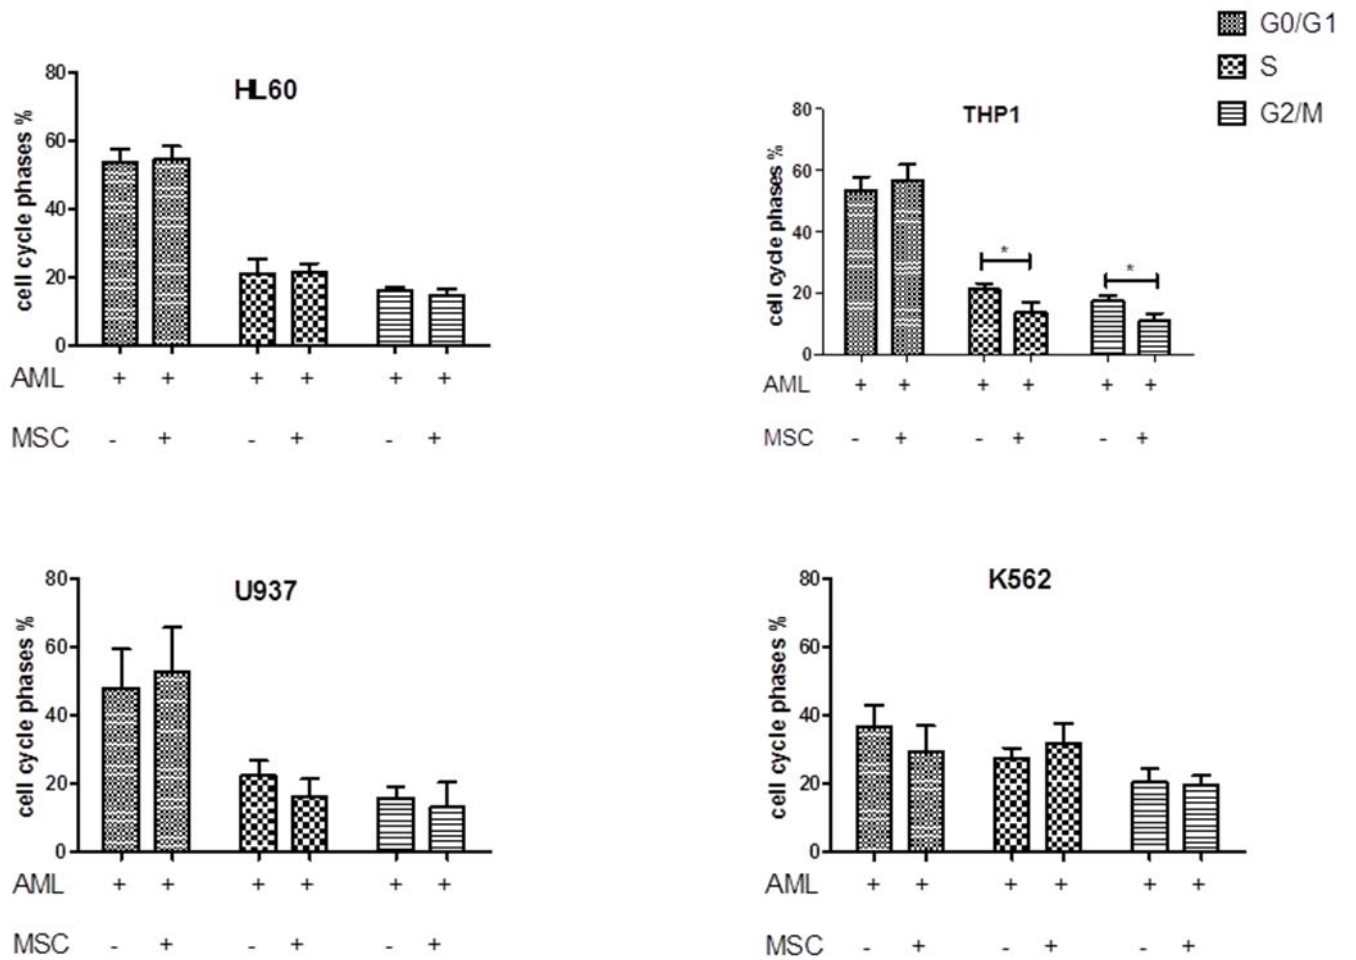 G0/G1
S
G2/M
HL60
cell cycle phases %
80
60
40
20
0
AML + + + + + +
MSC - + - + - +
THP1
cell cycle phases %
80
60
40
20
0
* *
AML + + + + + +
MSC - + - + - +
U937
cell cycle phases %
80
60
40
20
0
AML + + + + + +
MSC - + - + - +
K562
cell cycle phases %
80
60
40
20
0
AML + + + + + +
MSC - + - + - +